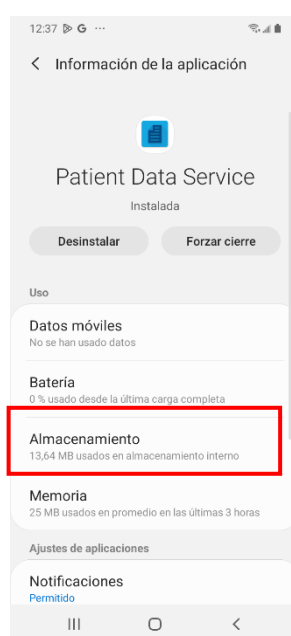 12:37 G ...
Información de la aplicación
Patient Data Service
Instalada
Desinstalar Forzar cierre
Uso
Datos móviles
No se han usado datos
Batería
0 % usado desde la última carga completa
Almacenamiento
13,64 MB usados en almacenamiento interno
Memoria
25 MB usados en promedio en las últimas 3 horas
Ajustes de aplicaciones
Notificaciones
Permitido